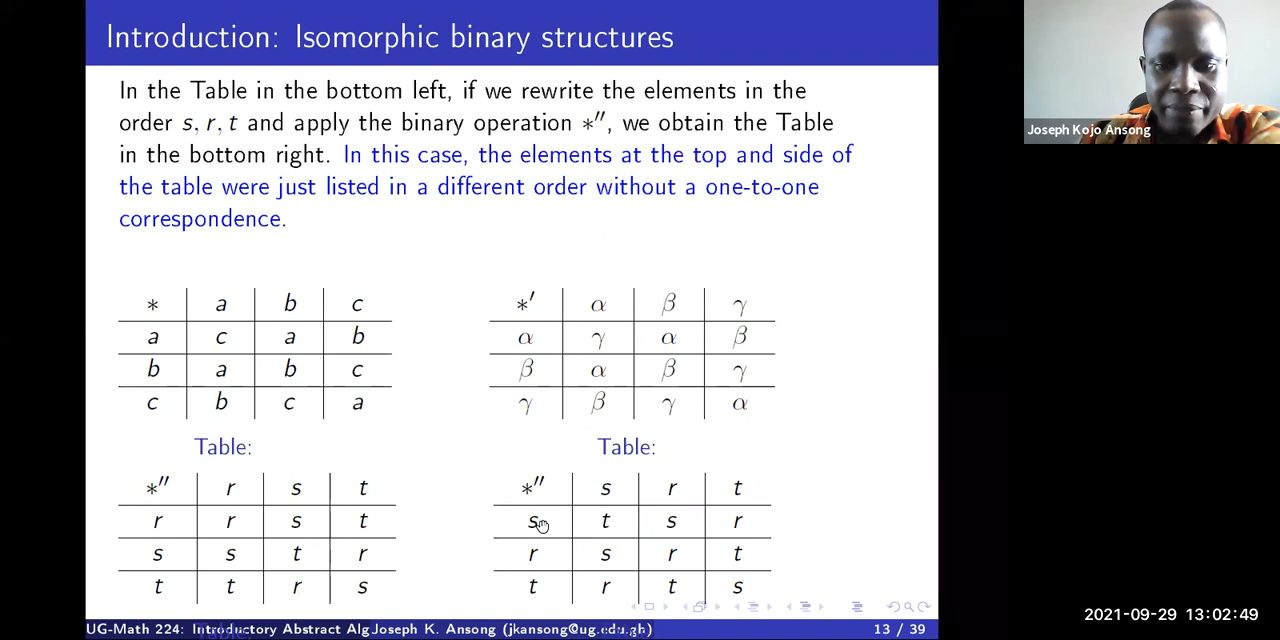 Introduction: Isomorphic binary structures
In the Table in the bottom left, if we rewrite the elements in the
order s, r, t and apply the binary operation *″, we obtain the Table
in the bottom right. In this case, the elements at the top and side of
the table were just listed in a different order without a one-to-one
correspondence.
* a b c
a c a b
b a b c
c b c a
Table:
*′ α β γ
α γ α β
β α β γ
γ β γ α
Table:
*″ r s t
r r s t
s s t r
t t r s
*″ s r t
s t s r
r s r t
t r t s
Table:
UG-Math 224: Introductory Abstract Alg Joseph K. Ansong (jkansong@ug.edu.gh) 13 / 39
Joseph Kojo Ansong
2021-09-29 13:02:49